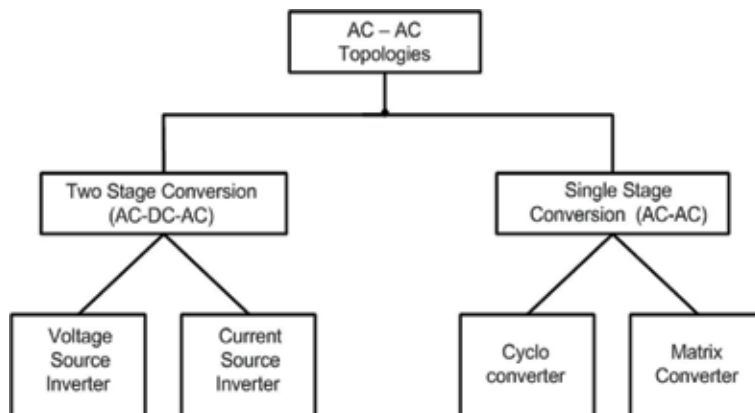 AC – AC
Topologies
Two Stage Conversion
(AC-DC-AC)
Single Stage
Conversion (AC-AC)
Voltage
Source
Inverter
Current
Source
Inverter
Cyclo
converter
Matrix
Converter